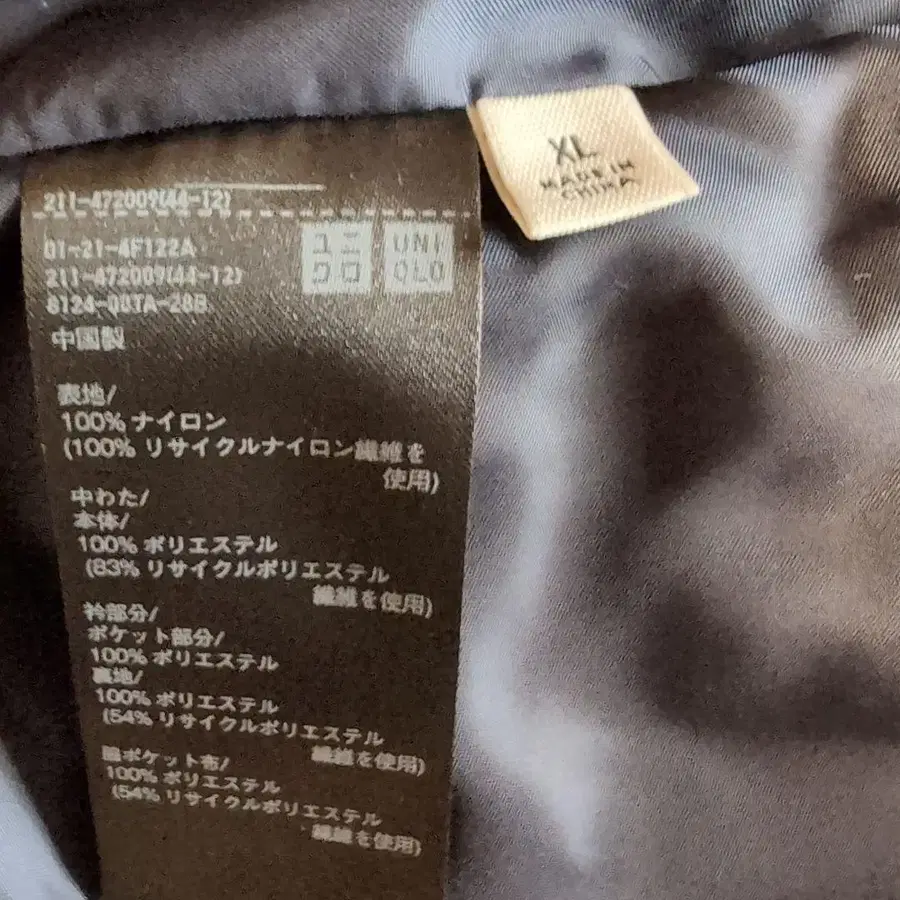 XL
MADE IN
CHINA
211-472009(44-12)
01-21-4F122A
211-472009(44-12)
ユニ
クロ
UNI
QLO
中国製
表地/
100% ナイロン
(100% リサイクルナイロン繊維を
使用)
中わた/
本体/
100% ポリエステル
(83% リサイクルポリエステル
繊維を使用)
衿部分/
ポケット部分/
100% ポリエステル
裏地/
100% ポリエステル
(54% リサイクルポリエステル
繊維を使用)
脇ポケット布/
100% ポリエステル
(54% リサイクルポリエステル
繊維を使用)